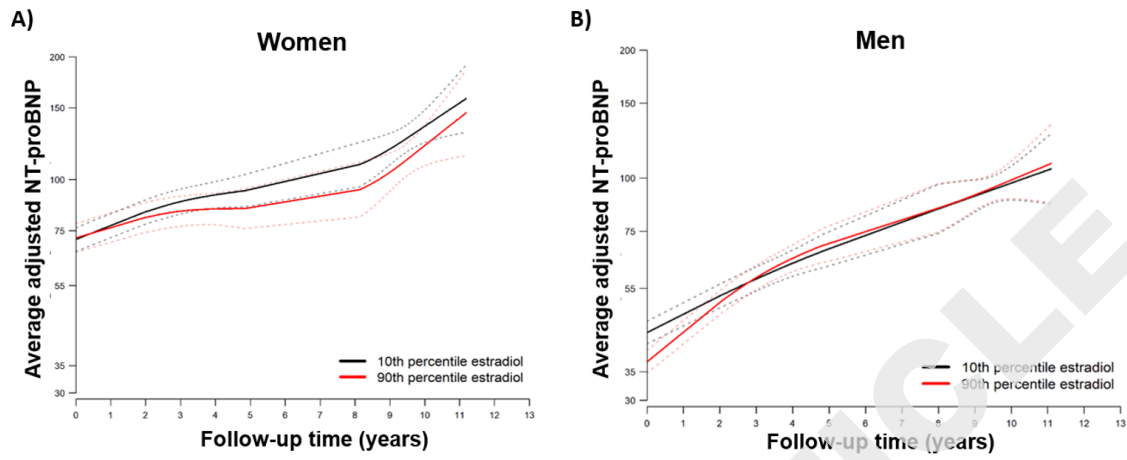 A)
Women
Average adjusted NT-proBNP
200
150
100
75
55
35
30
10th percentile estradiol
90th percentile estradiol
0 1 2 3 4 5 6 7 8 9 10 11 12 13
Follow-up time (years)
B)
Men
Average adjusted NT-proBNP
200
150
100
75
55
35
30
10th percentile estradiol
90th percentile estradiol
0 1 2 3 4 5 6 7 8 9 10 11 12 13
Follow-up time (years)